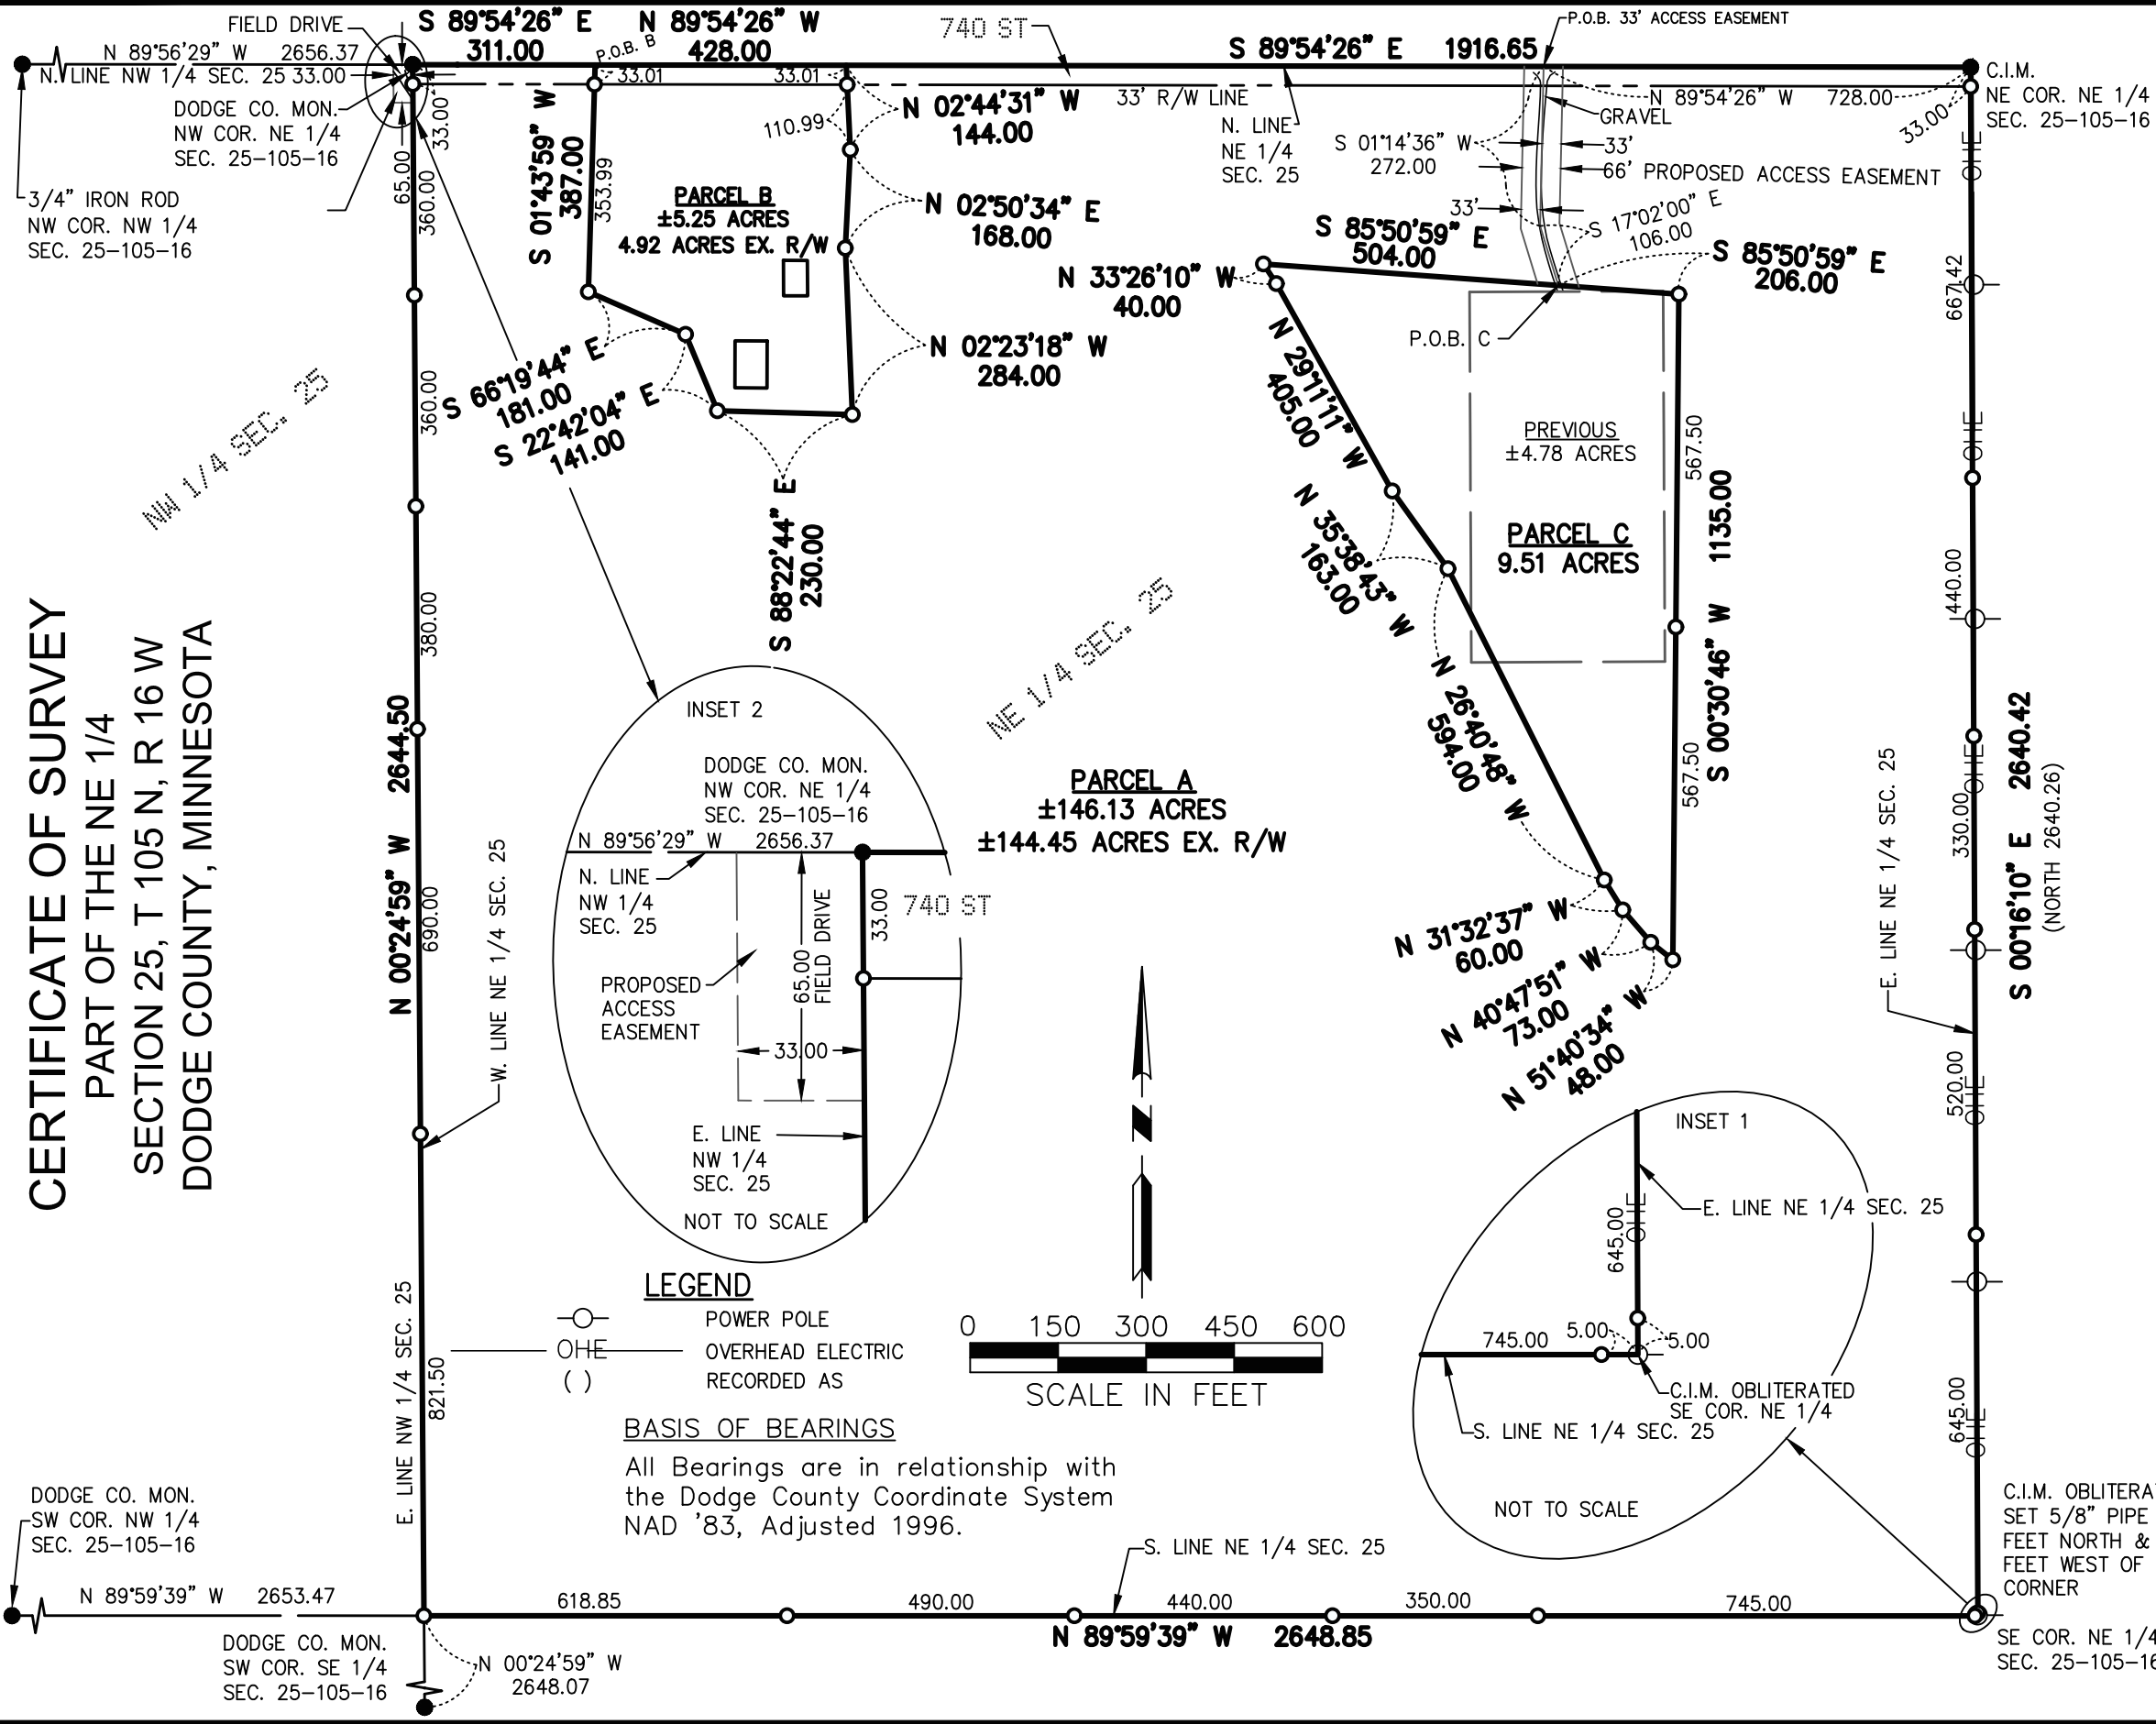 CERTIFICATE OF SURVEY
PART OF THE NE 1/4
SECTION 25, T 105 N, R 16 W
DODGE COUNTY, MINNESOTA
FIELD DRIVE
S 89°54'26" E
311.00
N 89°54'26" W
428.00
740 ST
S 89°54'26" E 1916.65
P.O.B. 33' ACCESS EASEMENT
N 89°56'29" W 2656.37
N. LINE NW 1/4 SEC. 25
33.00
P.O.B. B
33.01
33.01
33' R/W LINE
N 89°54'26" W 728.00
C.I.M.
NE COR. NE 1/4
SEC. 25-105-16
33.00
DODGE CO. MON.
NW COR. NE 1/4
SEC. 25-105-16
3/4" IRON ROD
NW COR. NW 1/4
SEC. 25-105-16
33.00
65.00
360.00
S 01°43'59" W
387.00
353.99
110.99
N 02°44'31" W
144.00
N. LINE
NE 1/4
SEC. 25
S 01°14'36" W
272.00
GRAVEL
33'
66' PROPOSED ACCESS EASEMENT
33'
S 17°02'00" E
106.00
OHE
PARCEL B
±5.25 ACRES
4.92 ACRES EX. R/W
N 02°50'34" E
168.00
S 85°50'59" E
504.00
S 85°50'59" E
206.00
N 33°26'10" W
40.00
667.42
N 02°23'18" W
284.00
P.O.B. C
S 66°19'44" E
181.00
S 22°42'04" E
141.00
360.00
N 29°11'11" W
405.00
NW 1/4 SEC. 25
PREVIOUS
±4.78 ACRES
567.50
OHE
S 88°22'44" E
230.00
N 35°38'43" W
163.00
PARCEL C
9.51 ACRES
S 00°30'46" W 1135.00
440.00
380.00
NE 1/4 SEC. 25
N 26°40'48" W
594.00
567.50
N 00°24'59" W 2644.50
INSET 2
DODGE CO. MON.
NW COR. NE 1/4
SEC. 25-105-16
N 89°56'29" W 2656.37
N. LINE
NW 1/4
SEC. 25
740 ST
33.00
65.00
FIELD DRIVE
PROPOSED
ACCESS
EASEMENT
33.00
E. LINE
NW 1/4
SEC. 25
NOT TO SCALE
PARCEL A
±146.13 ACRES
±144.45 ACRES EX. R/W
E. LINE NE 1/4 SEC. 25
330.00
OHE
S 00°16'10" E 2640.42
(NORTH 2640.26)
690.00
W. LINE NE 1/4 SEC. 25
N 31°32'37" W
60.00
N 40°47'51" W
73.00
N 51°40'34" W
48.00
N
520.00
OHE
INSET 1
E. LINE NE 1/4 SEC. 25
645.00
OHE
745.00
5.00
5.00
C.I.M. OBLITERATED
SE COR. NE 1/4
S. LINE NE 1/4 SEC. 25
NOT TO SCALE
LEGEND
POWER POLE
OHE OVERHEAD ELECTRIC
( ) RECORDED AS
0 150 300 450 600
SCALE IN FEET
BASIS OF BEARINGS
All Bearings are in relationship with
the Dodge County Coordinate System
NAD '83, Adjusted 1996.
E. LINE NW 1/4 SEC. 25
821.50
645.00
OHE
DODGE CO. MON.
SW COR. NW 1/4
SEC. 25-105-16
C.I.M. OBLITERA
SET 5/8" PIPE
FEET NORTH &
FEET WEST OF
CORNER
S. LINE NE 1/4 SEC. 25
N 89°59'39" W 2653.47
618.85
490.00
440.00
350.00
745.00
N 89°59'39" W 2648.85
DODGE CO. MON.
SW COR. SE 1/4
SEC. 25-105-16
N 00°24'59" W
2648.07
SE COR. NE 1/4
SEC. 25-105-16